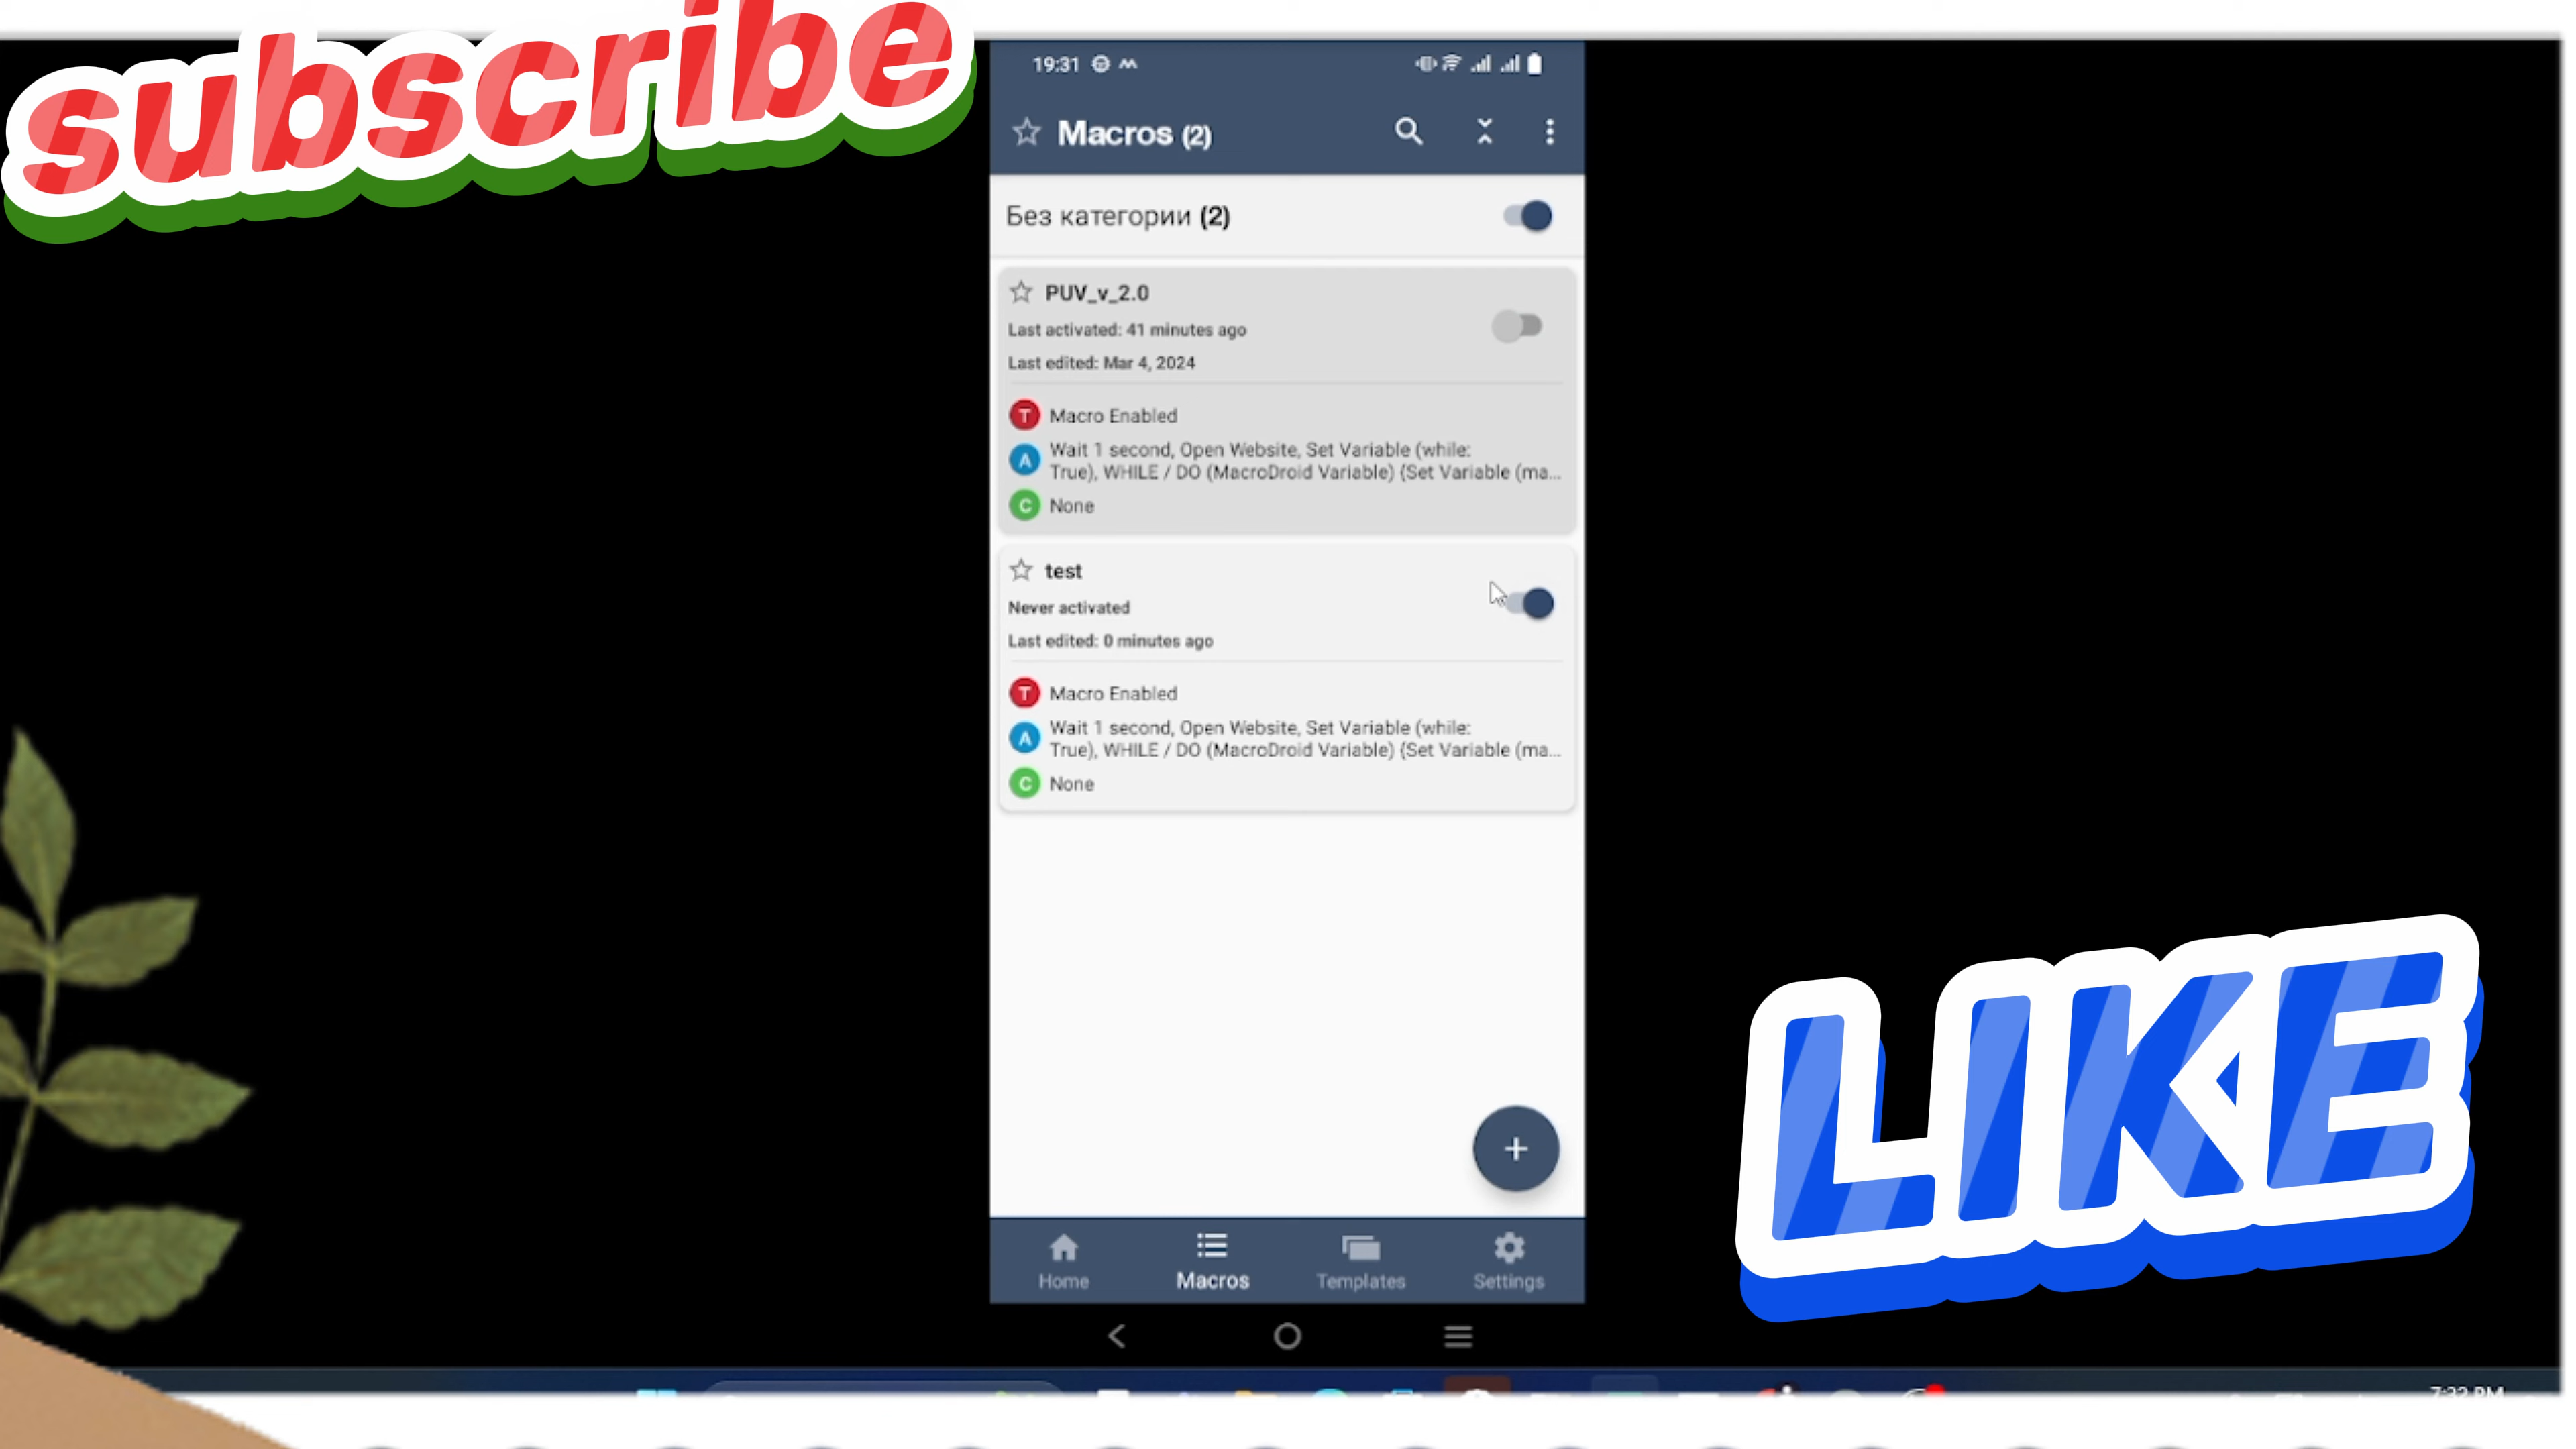 subscribe
19:31
Macros (2)
Без категории (2)
PUV_v_2.0
Last activated: 41 minutes ago
Last edited: Mar 4, 2024
T Macro Enabled
A Wait 1 second, Open Website, Set Variable (while:
True), WHILE / DO (MacroDroid Variable) {Set Variable (ma...
C None
test
Never activated
Last edited: 0 minutes ago
T Macro Enabled
A Wait 1 second, Open Website, Set Variable (while:
True), WHILE / DO (MacroDroid Variable) {Set Variable (ma...
C None
LIKE
+
Home Macros Templates Settings